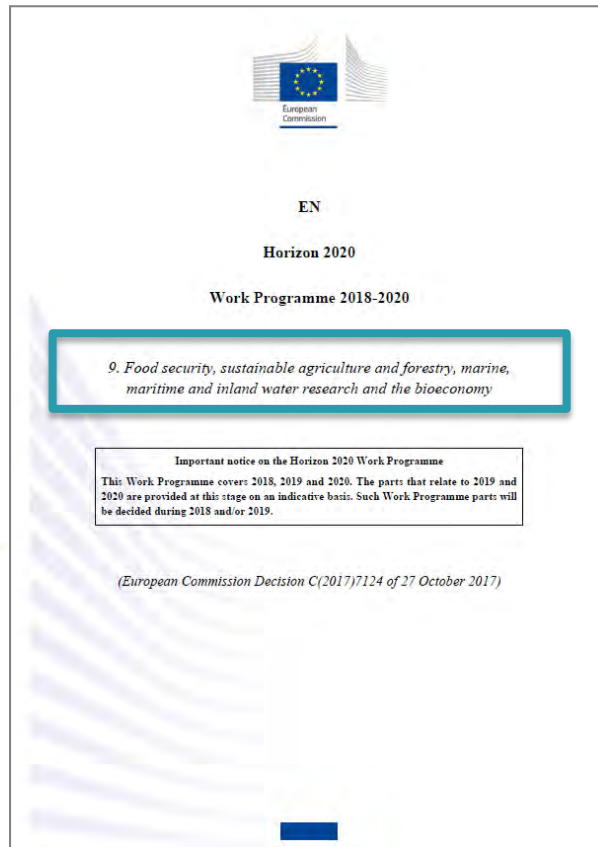 European
Commission
EN
Horizon 2020
Work Programme 2018-2020
9. Food security, sustainable agriculture and forestry, marine,
maritime and inland water research and the bioeconomy
Important notice on the Horizon 2020 Work Programme
This Work Programme covers 2018, 2019 and 2020. The parts that relate to 2019 and
2020 are provided at this stage on an indicative basis. Such Work Programme parts will
be decided during 2018 and/or 2019.
(European Commission Decision C(2017)7124 of 27 October 2017)